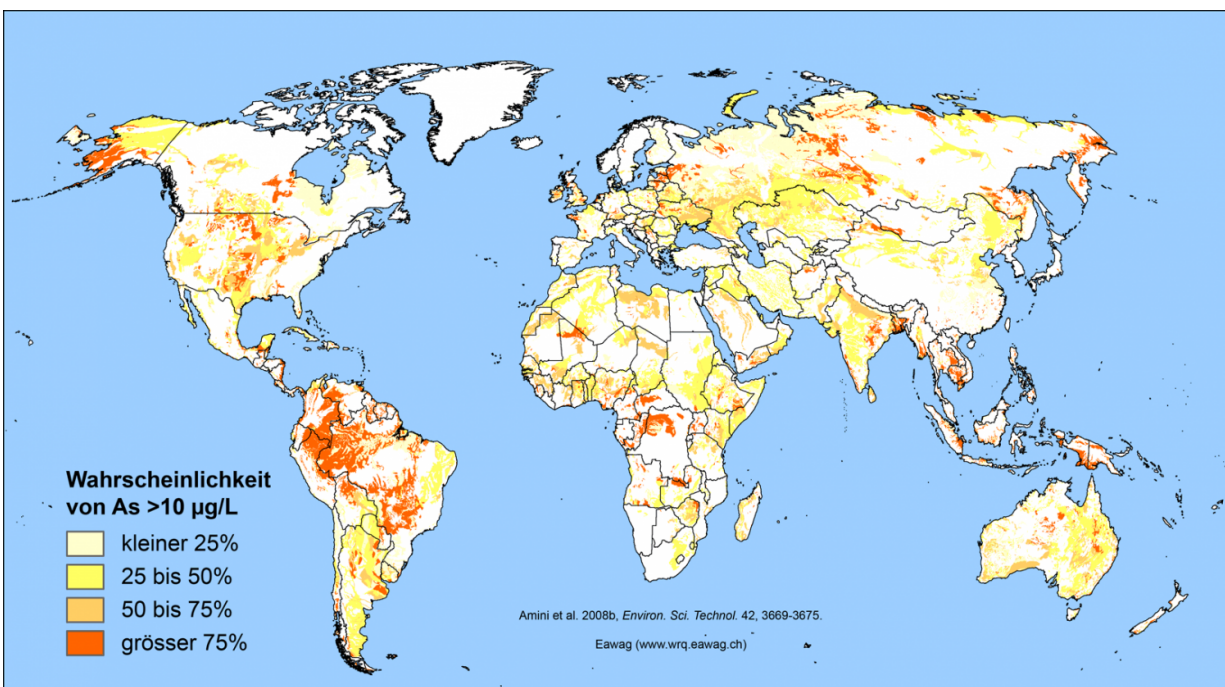 Wahrscheinlichkeit
von As >10 µg/L
kleiner 25%
25 bis 50%
50 bis 75%
grösser 75%
Amini et al. 2008b, Environ. Sci. Technol. 42, 3669-3675.
Eawag (www.wrq.eawag.ch)